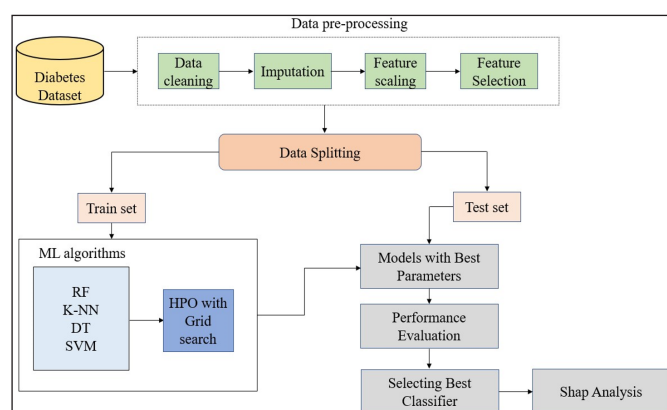 Data pre-processing
Diabetes
Dataset
Data
cleaning
Imputation
Feature
scaling
Feature
Selection
Data Splitting
Train set
Test set
ML algorithms
RF
K-NN
DT
SVM
HPO with
Grid
search
Models with Best
Parameters
Performance
Evaluation
Selecting Best
Classifier
Shap Analysis